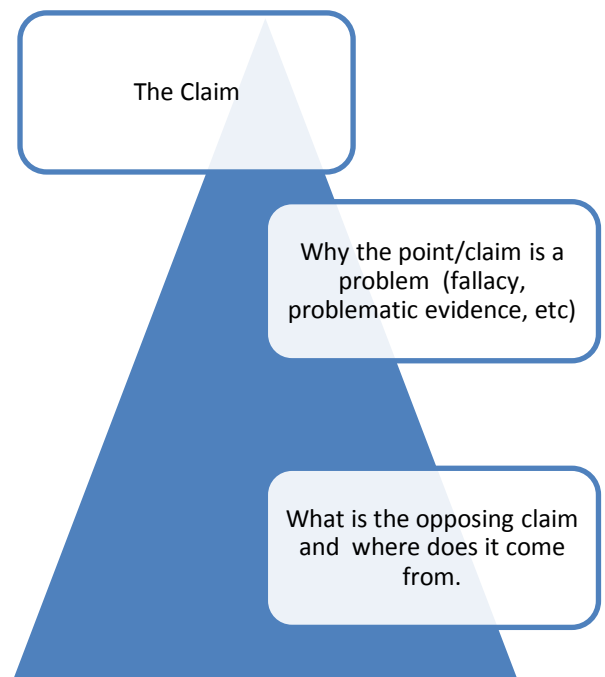 The Claim
Why the point/claim is a
problem (fallacy,
problematic evidence, etc)
What is the opposing claim
and where does it come
from.